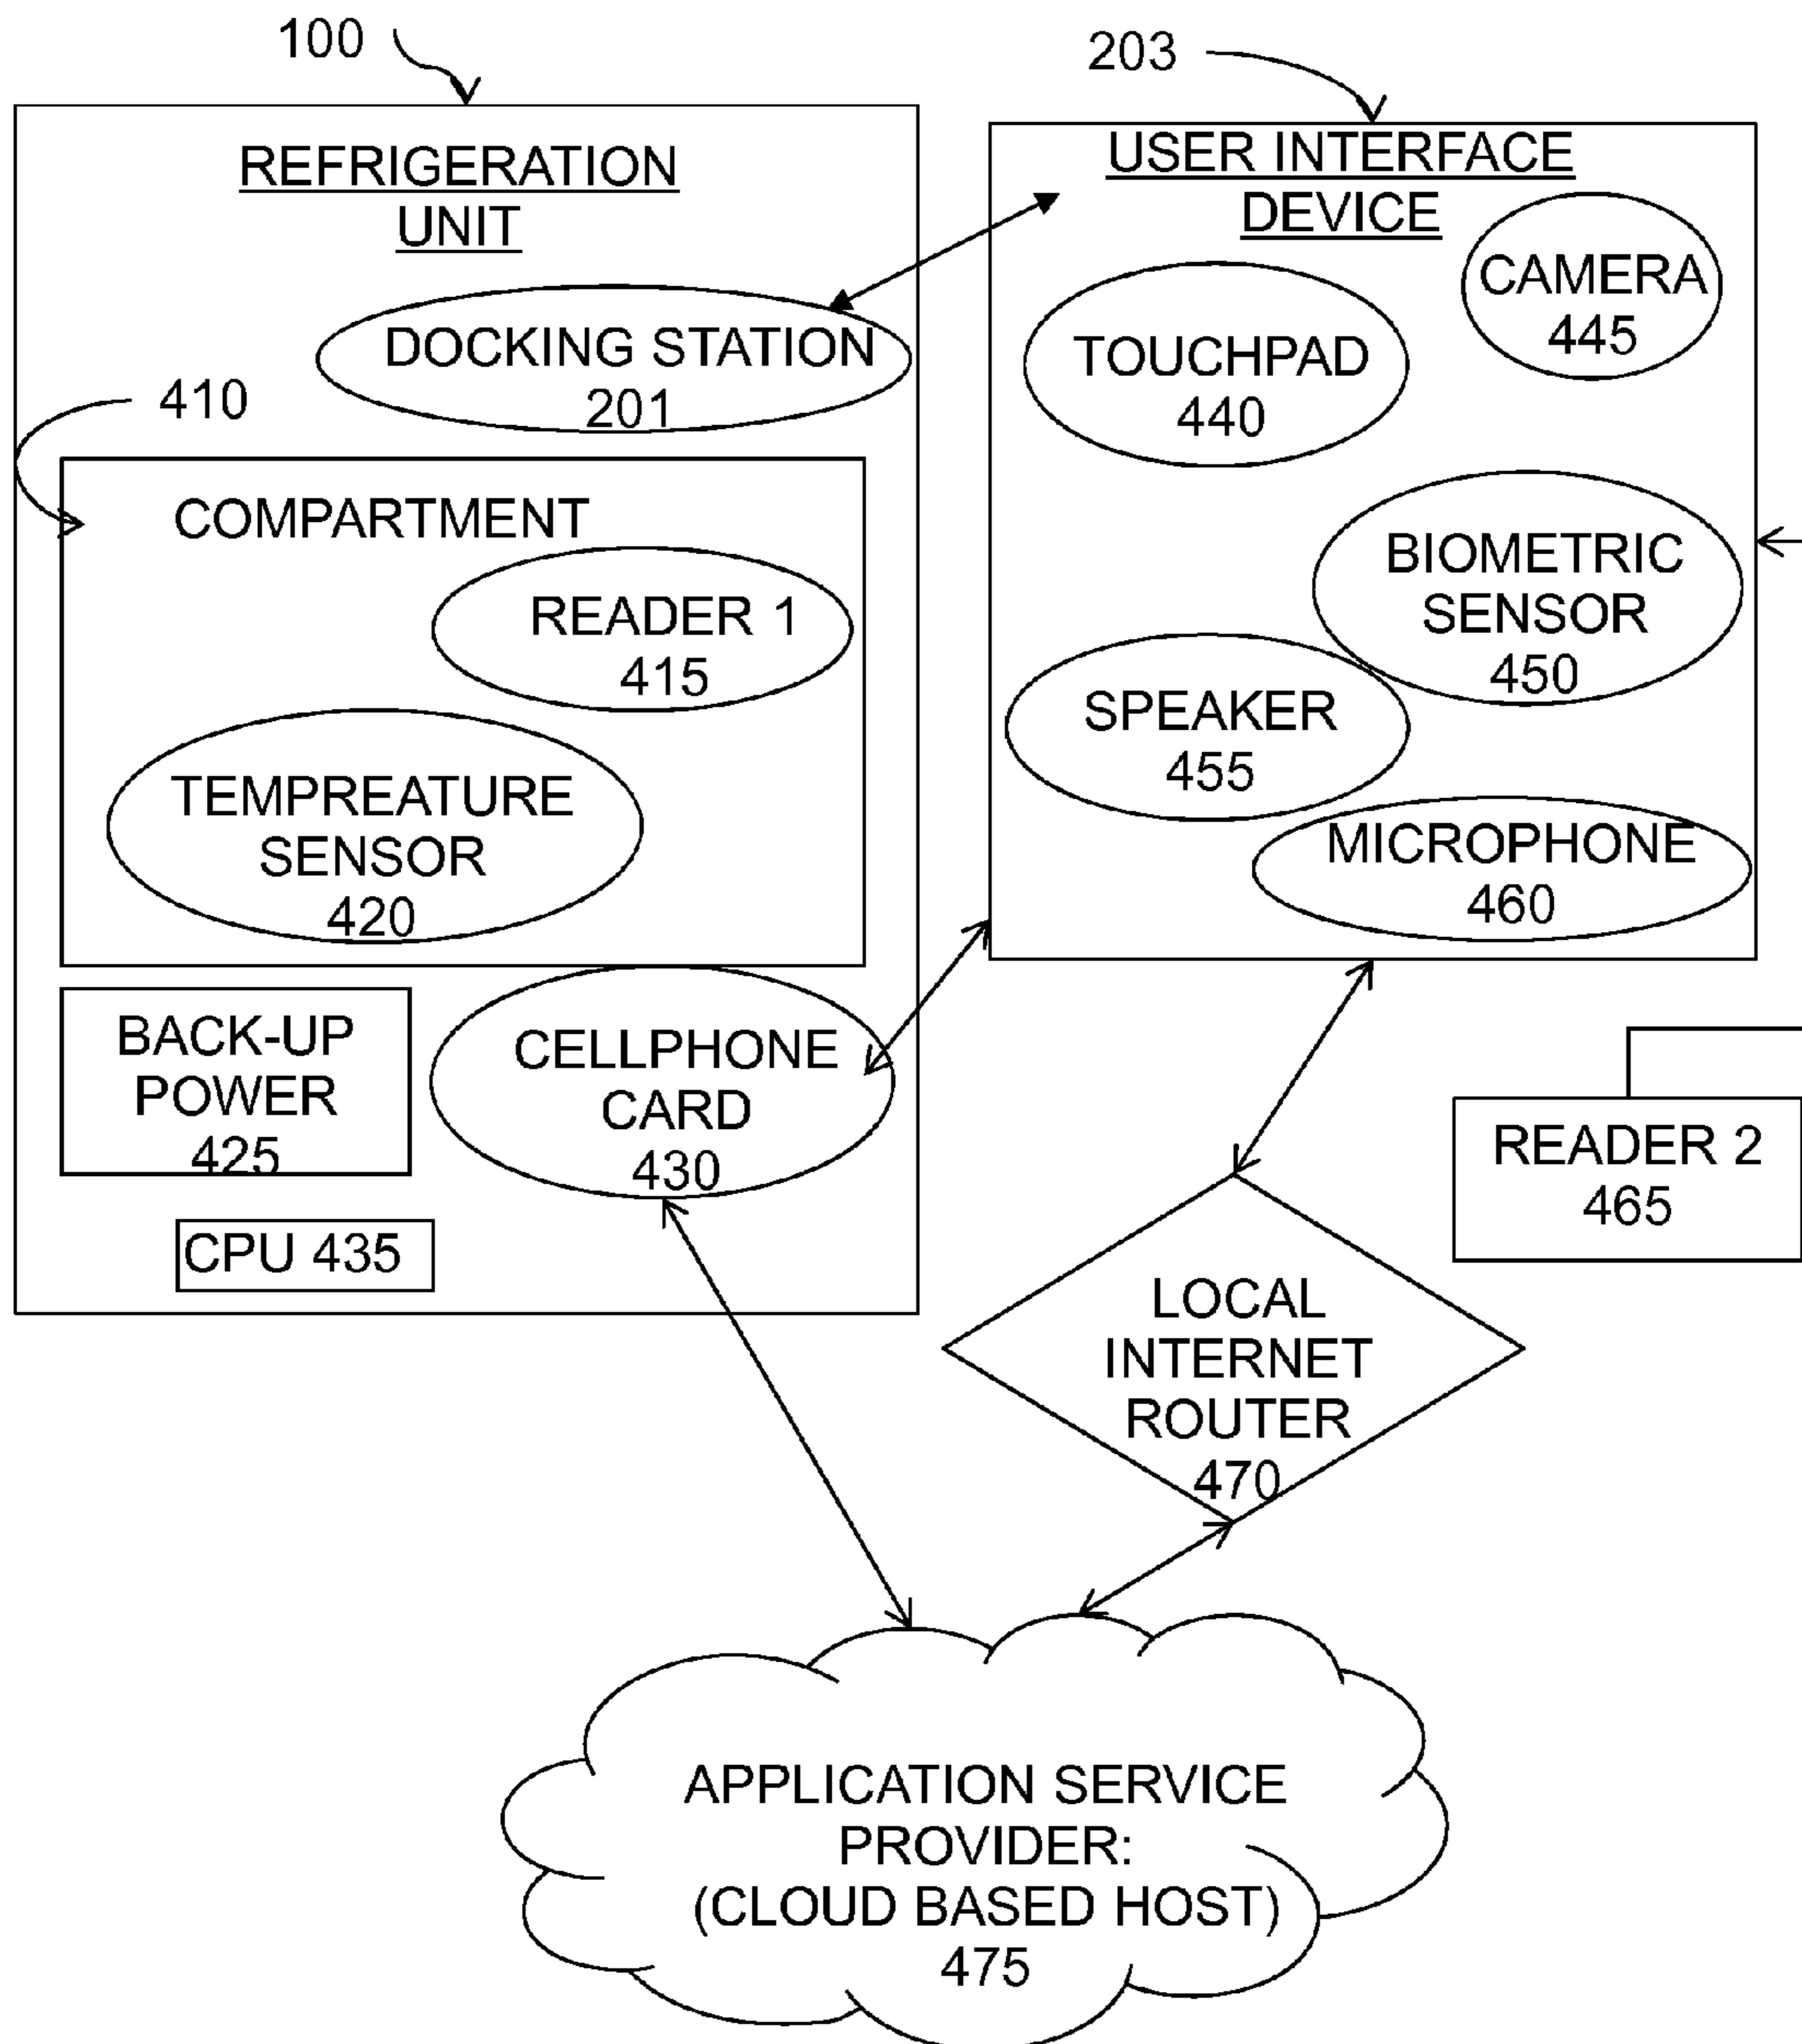 100
REFRIGERATION
UNIT
DOCKING STATION
201
410
COMPARTMENT
READER 1
415
TEMPREATURE
SENSOR
420
BACK-UP
POWER
425
CELLPHONE
CARD
430
CPU 435
203
USER INTERFACE
DEVICE
CAMERA
445
TOUCHPAD
440
BIOMETRIC
SENSOR
450
SPEAKER
455
MICROPHONE
460
READER 2
465
LOCAL
INTERNET
ROUTER
470
APPLICATION SERVICE
PROVIDER:
(CLOUD BASED HOST)
475